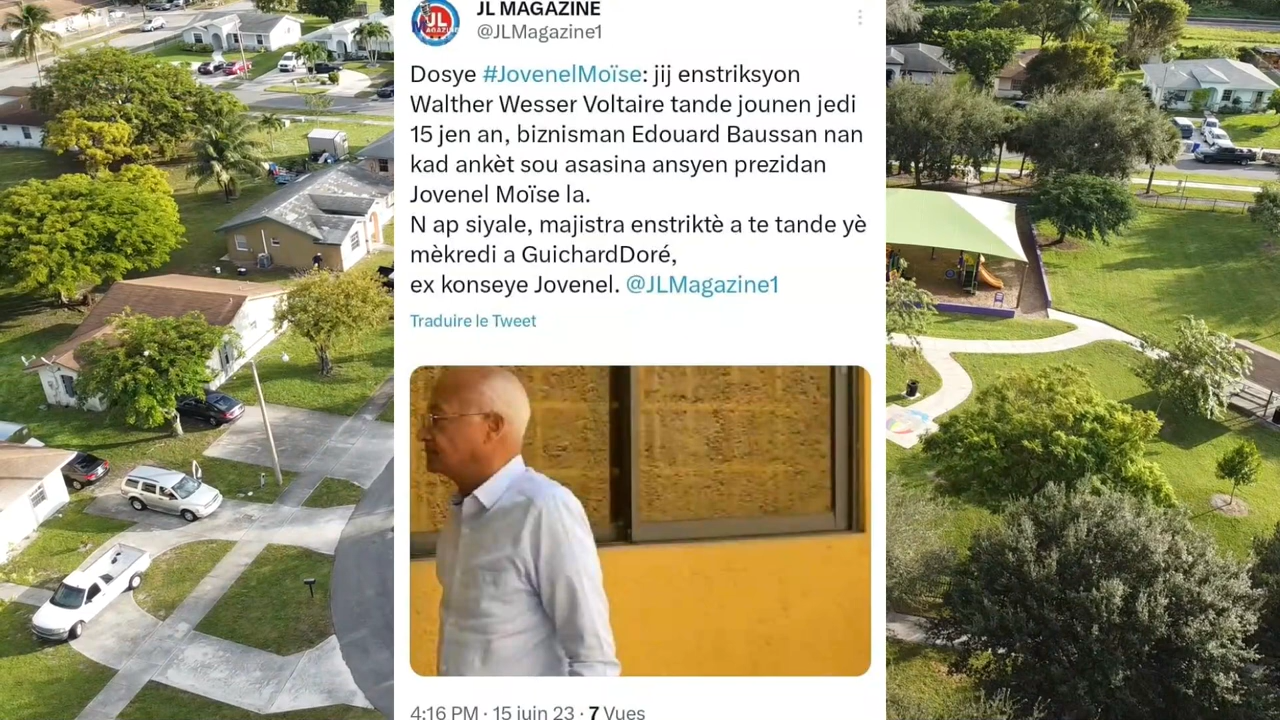 JL MAGAZINE
@JLMagazine1
JL
MAGAZINE
Dosye #JovenelMoïse: jij enstriksyon
Walther Wesser Voltaire tande jounen jedi
15 jen an, biznisman Edouard Baussan nan
kad ankèt sou asasina ansyen prezidan
Jovenel Moïse la.
N ap siyale, majistra enstriktè a te tande yè
mèkredi a GuichardDoré,
ex konseye Jovenel. @JLMagazine1
Traduire le Tweet
4:16 PM · 15 juin 23 · 7 Vues